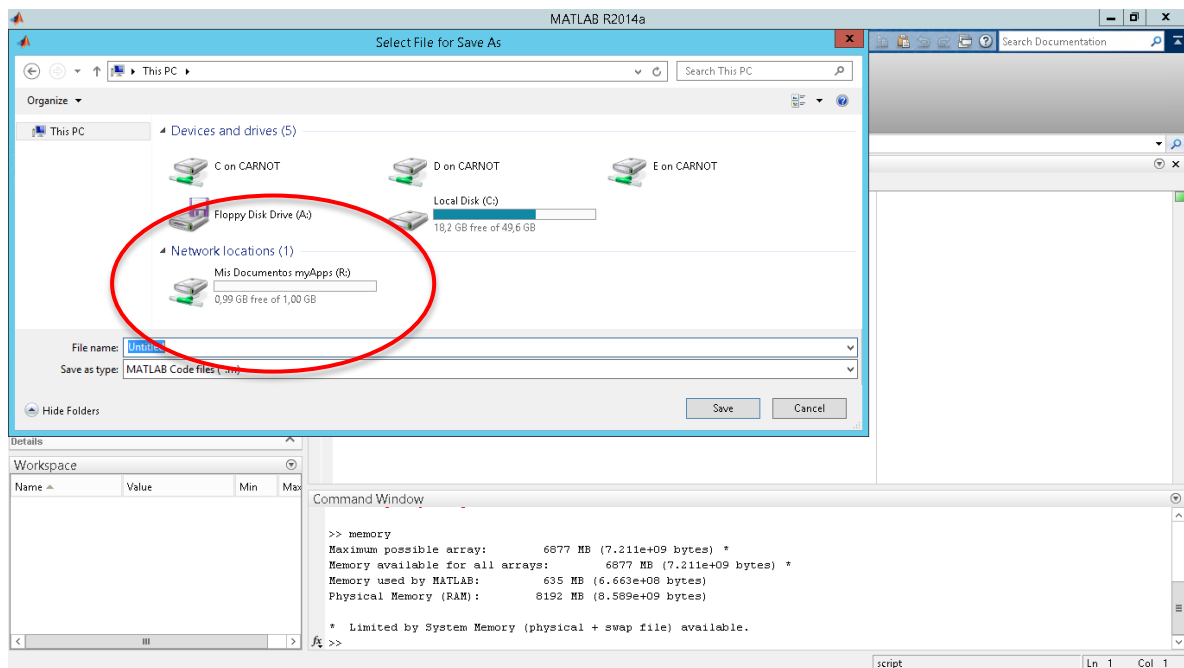 MATLAB R2014a
Select File for Save As
Search Documentation
This PC
Search This PC
Organize
This PC
Devices and drives (5)
C on CARNOT
D on CARNOT
E on CARNOT
Floppy Disk Drive (A:)
Local Disk (C:)
18,2 GB free of 49,6 GB
Network locations (1)
Mis Documentos myApps (R:)
0,99 GB free of 1,00 GB
File name: Untitled
Save as type: MATLAB Code files (*.m)
Hide Folders
Save Cancel
Details
Workspace
Name Value Min Max
Command Window
>> memory
Maximum possible array: 6877 MB (7.211e+09 bytes) *
Memory available for all arrays: 6877 MB (7.211e+09 bytes) *
Memory used by MATLAB: 635 MB (6.663e+08 bytes)
Physical Memory (RAM): 8192 MB (8.589e+09 bytes)
* Limited by System Memory (physical + swap file) available.
fx >>
script Ln 1 Col 1